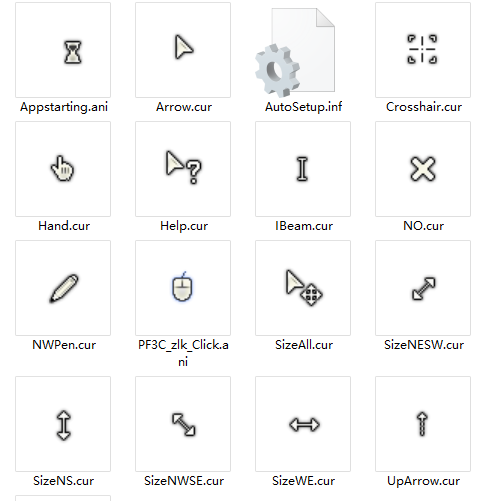 Appstarting.ani
Arrow.cur
AutoSetup.inf
Crosshair.cur
Hand.cur
Help.cur
IBeam.cur
NO.cur
NWPen.cur
PF3C_zlk_Click.a
ni
SizeAll.cur
SizeNESW.cur
SizeNS.cur
SizeNWSE.cur
SizeWE.cur
UpArrow.cur